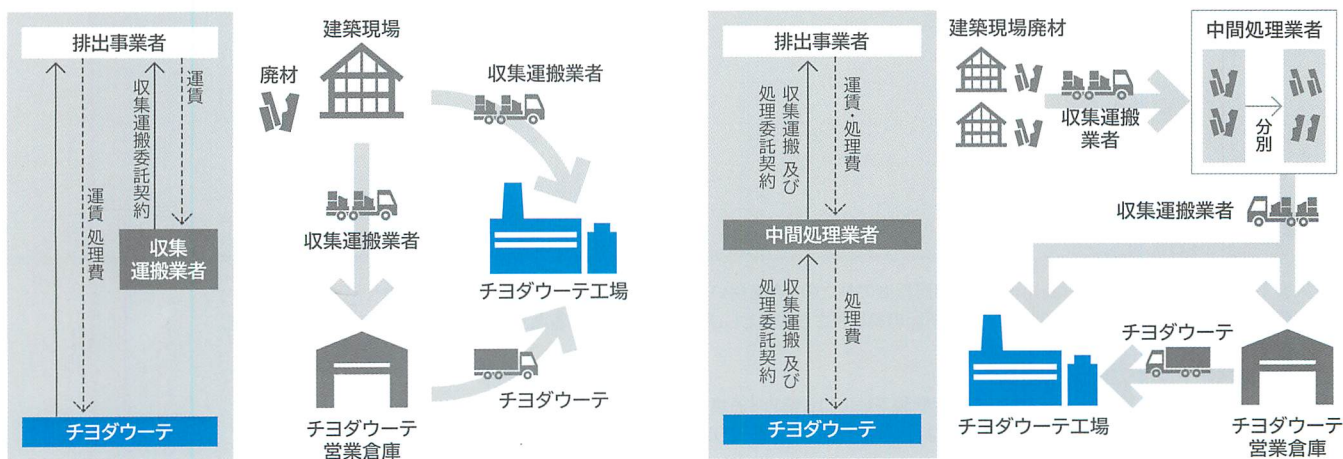 排出事業者
運賃
収集運搬委託契約
運賃 処理費
収集
運搬業者
チヨダウーテ
建築現場
廃材
収集運搬業者
収集運搬業者
チヨダウーテ工場
チヨダウーテ
チヨダウーテ
営業倉庫
排出事業者
運賃・処理費
収集運搬 及び
処理委託契約
中間処理業者
処理費
収集運搬 及び
処理委託契約
チヨダウーテ
建築現場廃材
収集運搬
業者
中間処理業者
分別
収集運搬業者
チヨダウーテ
チヨダウーテ工場
チヨダウーテ
営業倉庫